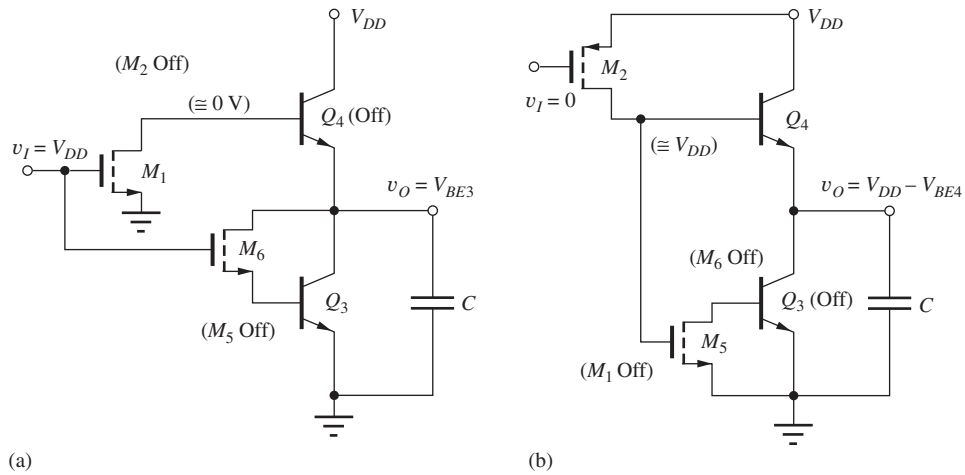 V_DD
(M_2 Off)
(≅ 0 V)
Q_4 (Off)
v_I = V_DD
M_1
v_O = V_BE3
M_6
Q_3
(M_5 Off)
C
(a)
V_DD
M_2
v_I = 0
Q_4
(≅ V_DD)
v_O = V_DD – V_BE4
(M_6 Off)
Q_3 (Off)
C
M_5
(M_1 Off)
(b)